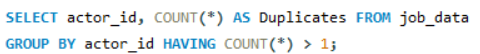 SELECT actor_id, COUNT(*) AS Duplicates FROM job_data
GROUP BY actor_id HAVING COUNT(*) > 1;